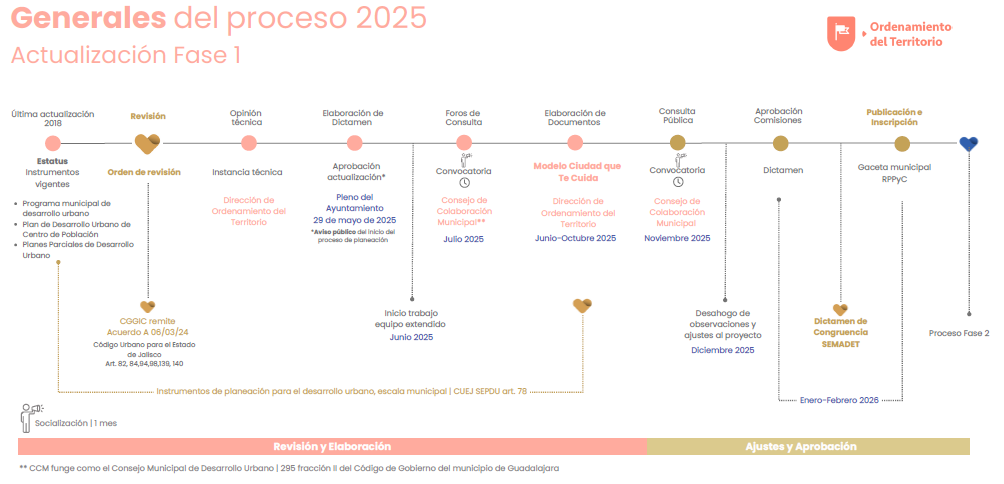 Generales del proceso 2025
Actualización Fase 1
Ordenamiento
del Territorio
Última actualización
2018
Revisión
Opinión
técnica
Elaboración de
Dictamen
Foros de
Consulta
Elaboración de
Documentos
Consulta
Pública
Aprobación
Comisiones
Publicación e
Inscripción
Estatus
Instrumentos
vigentes
• Programa municipal de
desarrollo urbano
• Plan de Desarrollo Urbano de
Centro de Población
• Planes Parciales de Desarrollo
Urbano
Orden de revisión
Instancia técnica
Dirección de
Ordenamiento del
Territorio
Aprobación
actualización*
Pleno del
Ayuntamiento
29 de mayo de 2025
*Aviso público del inicio del
proceso de planeación
Convocatoria
Consejo de
Colaboración
Municipal**
Julio 2025
Modelo Ciudad que
Te Cuida
Dirección de
Ordenamiento del
Territorio
Junio-Octubre 2025
Convocatoria
Consejo de
Colaboración
Municipal
Noviembre 2025
Dictamen
Gaceta municipal
RPPyC
CGGIC remite
Acuerdo A 06/03/24
Código Urbano para el Estado
de Jalisco
Art. 82, 84,94,98,139, 140
Inicio trabajo
equipo extendido
Junio 2025
Desahogo de
observaciones y
ajustes al proyecto
Diciembre 2025
Dictamen de
Congruencia
SEMADET
Proceso Fase 2
Instrumentos de planeación para el desarrollo urbano, escala municipal | CUEJ SEPDU art. 78
Enero-Febrero 2026
Socialización | 1 mes
Revisión y Elaboración
Ajustes y Aprobación
** CCM funge como el Consejo Municipal de Desarrollo Urbano | 295 fracción II del Código de Gobierno del municipio de Guadalajara